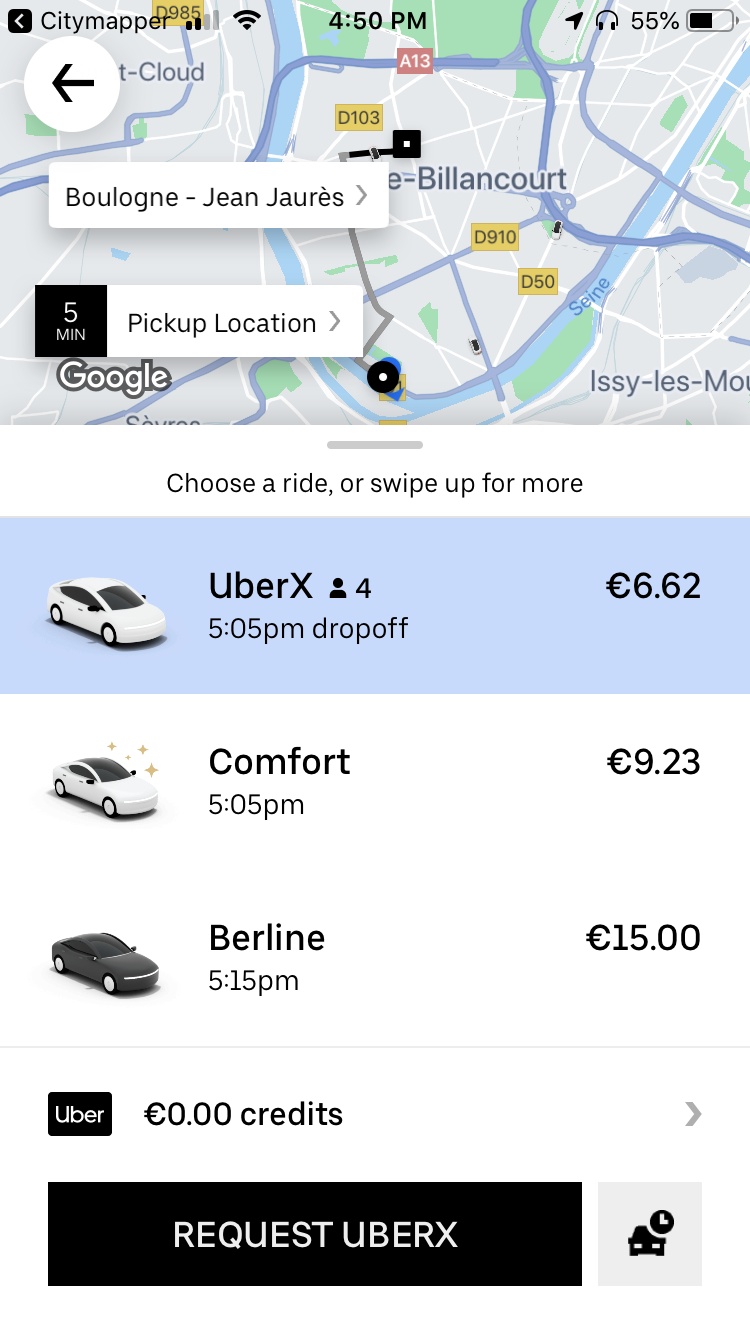 Citymapper
4:50 PM
55%
D985
t-Cloud
A13
D103
e-Billancourt
Boulogne - Jean Jaurès
D910
D50
Seine
5
MIN
Pickup Location
Google
Issy-les-Mou
Sèvres
Choose a ride, or swipe up for more
UberX 4
€6.62
5:05pm dropoff
Comfort
€9.23
5:05pm
Berline
€15.00
5:15pm
Uber
€0.00 credits
REQUEST UBERX